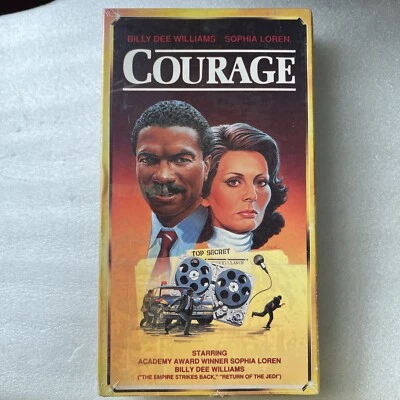 BILLY DEE WILLIAMS SOPHIA LOREN
COURAGE
TOP SECRET
SURVEILLANCE
STARRING
ACADEMY AWARD WINNER SOPHIA LOREN
BILLY DEE WILLIAMS
("THE EMPIRE STRIKES BACK," "RETURN OF THE JEDI")